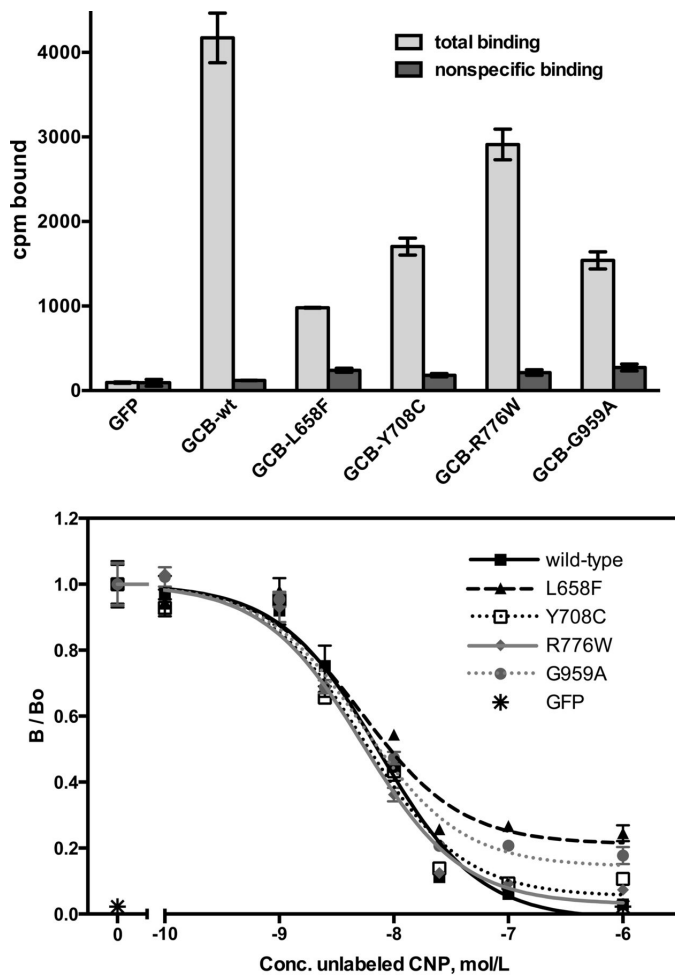 4000
3000
2000
1000
0
cpm bound
total binding
nonspecific binding
GFP
GCB-wt
GCB-L658F
GCB-Y708C
GCB-R776W
GCB-G959A
1.2
1.0
0.8
0.6
0.4
0.2
0.0
B / Bo
wild-type
L658F
Y708C
R776W
G959A
GFP
0 -10 -9 -8 -7 -6
Conc. unlabeled CNP, mol/L